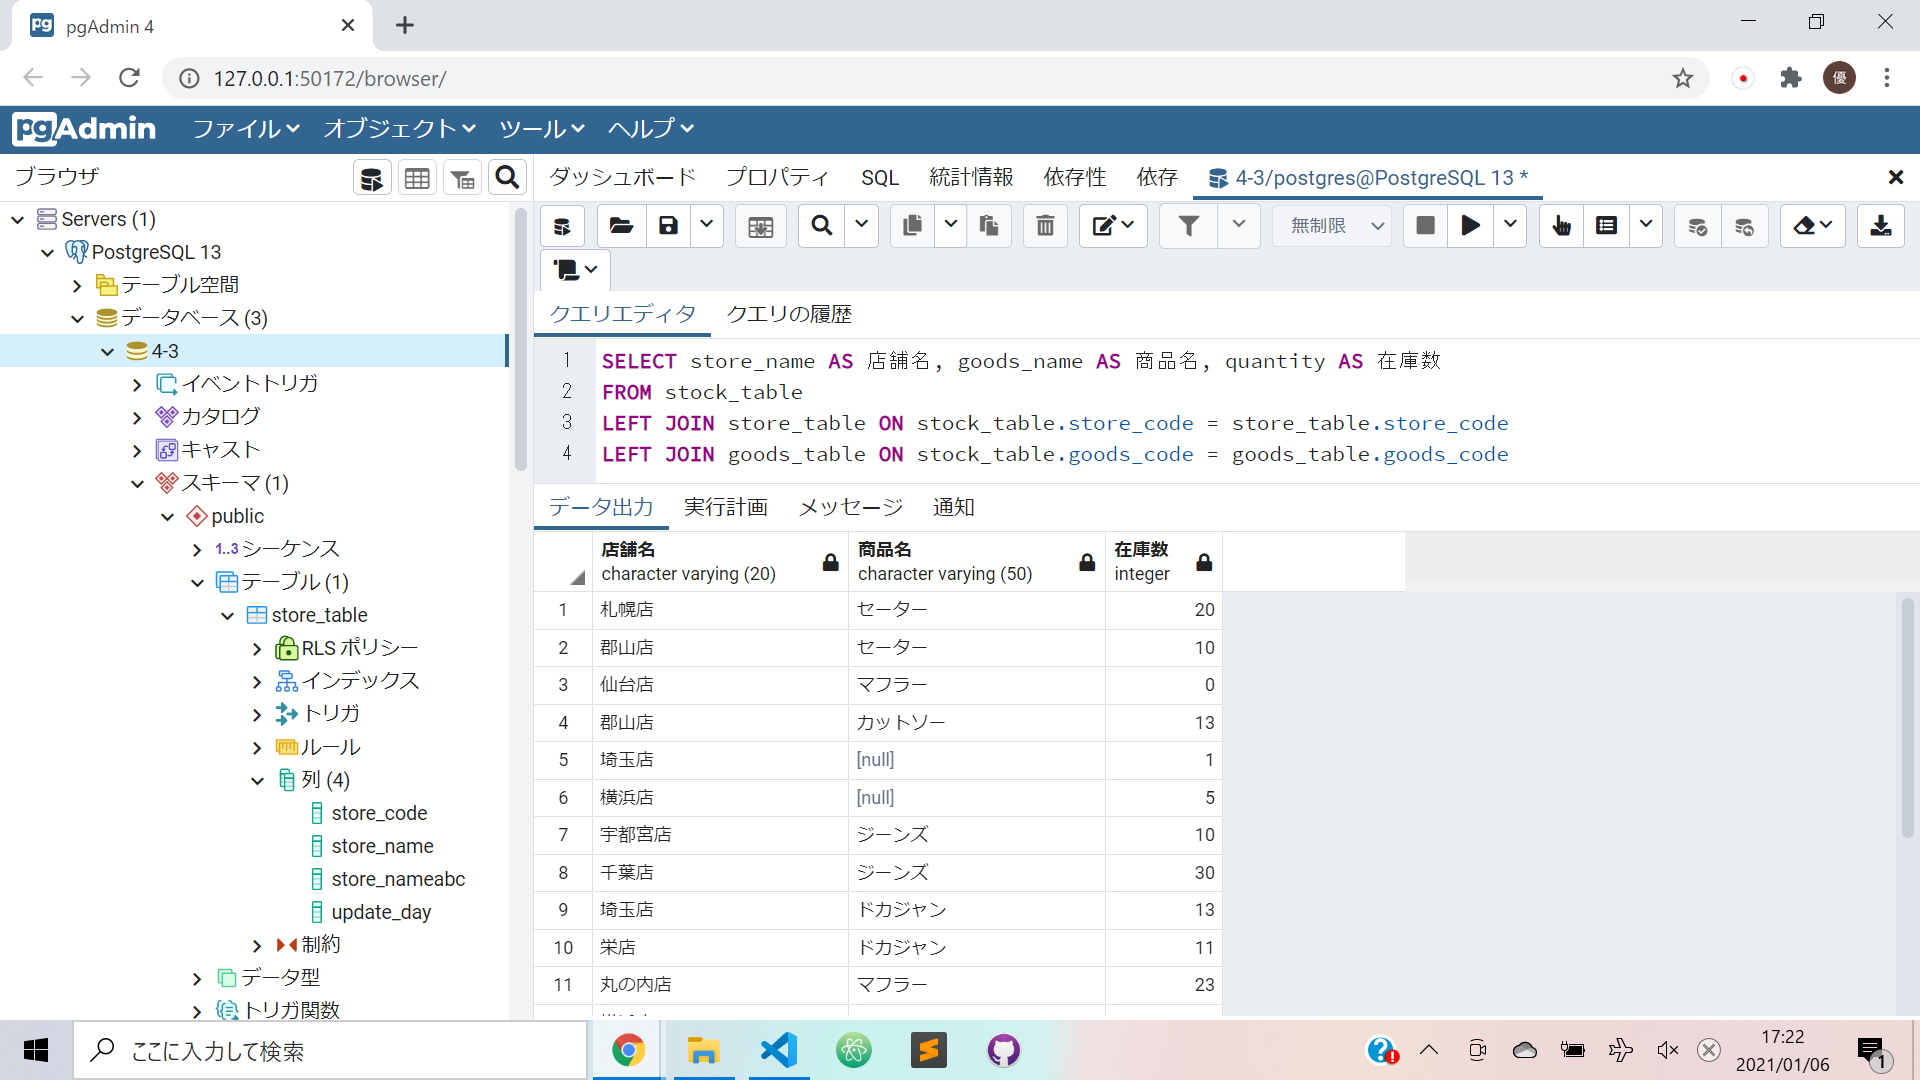 pgAdmin 4
127.0.0.1:50172/browser/
優
pgAdmin ファイル オブジェクト ツール ヘルプ
ブラウザ
ダッシュボード プロパティ SQL 統計情報 依存性 依存 4-3/postgres@PostgreSQL 13 *
無制限
Servers (1)
PostgreSQL 13
テーブル空間
データベース (3)
4-3
イベントトリガ
カタログ
キャスト
スキーマ (1)
public
1..3 シーケンス
テーブル (1)
store_table
RLS ポリシー
インデックス
トリガ
ルール
列 (4)
store_code
store_name
store_nameabc
update_day
制約
データ型
トリガ関数
クエリエディタ クエリの履歴
1 SELECT store_name AS 店舗名, goods_name AS 商品名, quantity AS 在庫数
2 FROM stock_table
3 LEFT JOIN store_table ON stock_table.store_code = store_table.store_code
4 LEFT JOIN goods_table ON stock_table.goods_code = goods_table.goods_code
データ出力 実行計画 メッセージ 通知
店舗名 商品名 在庫数
character varying (20) character varying (50) integer
1 札幌店 セーター 20
2 郡山店 セーター 10
3 仙台店 マフラー 0
4 郡山店 カットソー 13
5 埼玉店 [null] 1
6 横浜店 [null] 5
7 宇都宮店 ジーンズ 10
8 千葉店 ジーンズ 30
9 埼玉店 ドカジャン 13
10 栄店 ドカジャン 11
11 丸の内店 マフラー 23
ここに入力して検索
17:22
2021/01/06
1